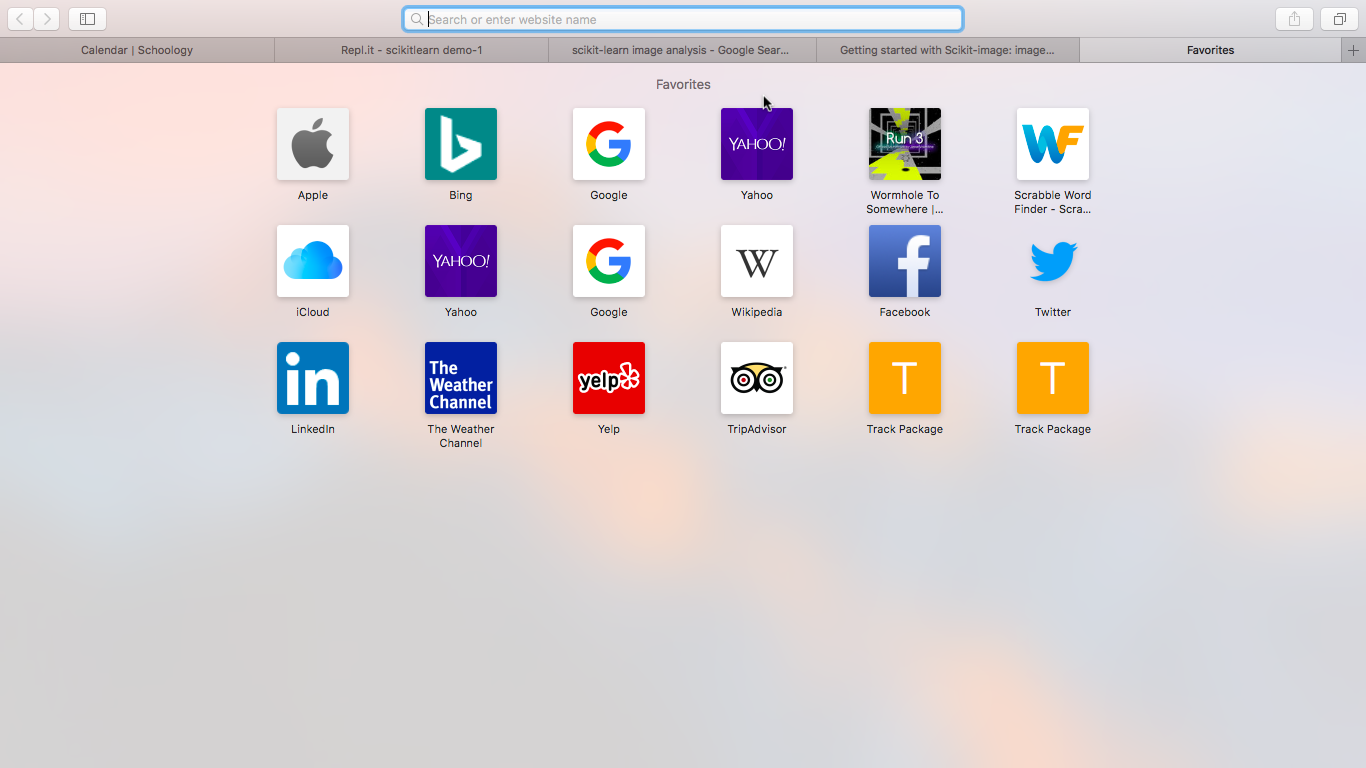 Search or enter website name
Calendar | Schoology
Repl.it - scikitlearn demo-1
scikit-learn image analysis - Google Sear...
Getting started with Scikit-image: image...
Favorites
Favorites
YAHOO!
Run 3
WF
Apple
Bing
Google
Yahoo
Wormhole To
Somewhere |...
Scrabble Word
Finder - Scra...
YAHOO!
W
f
iCloud
Yahoo
Google
Wikipedia
Facebook
Twitter
in
The
Weather
Channel
yelp
T
T
LinkedIn
The Weather
Channel
Yelp
TripAdvisor
Track Package
Track Package